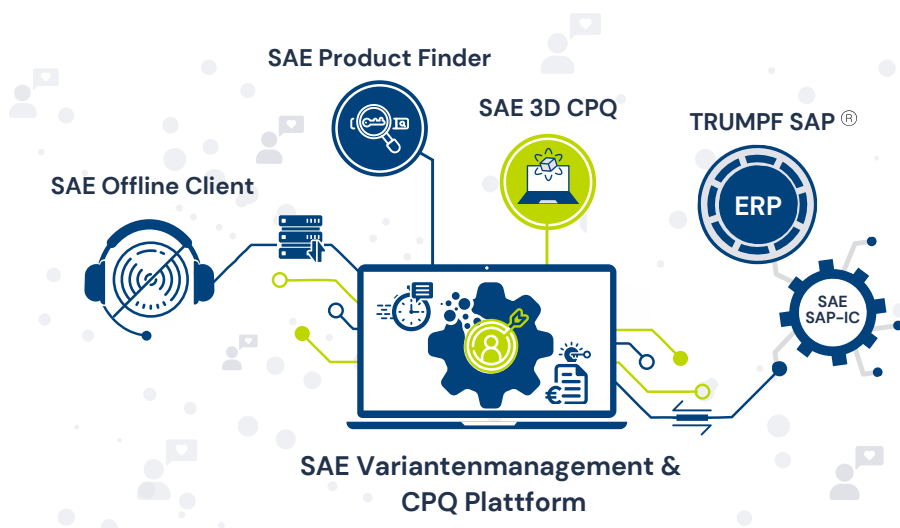 SAE Product Finder
SAE 3D CPQ
TRUMPF SAP ®
SAE Offline Client
ERP
SAE
SAP-IC
SAE Variantenmanagement &
CPQ Plattform